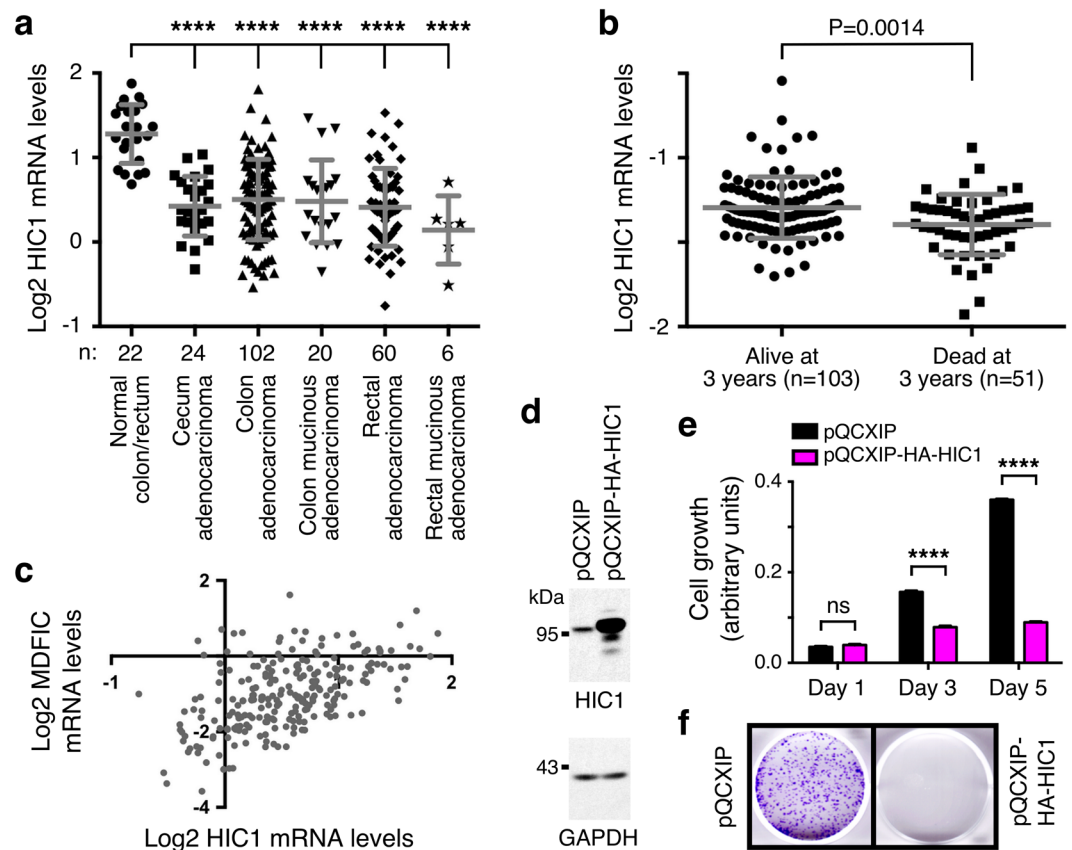 a
****
****
****
****
****
Log2 HIC1 mRNA levels
2
1
0
-1
n: 22 24 102 20 60 6
Normal
colon/rectum
Cecum
adenocarcinoma
Colon
adenocarcinoma
Colon mucinous
adenocarcinoma
Rectal
adenocarcinoma
Rectal mucinous
adenocarcinoma
b
P=0.0014
Log2 HIC1 mRNA levels
-1
-2
Alive at
3 years (n=103)
Dead at
3 years (n=51)
c
Log2 MDFIC
mRNA levels
2
-1
2
-2
-4
Log2 HIC1 mRNA levels
d
pQCXIP
pQCXIP-HA-HIC1
kDa
95
HIC1
43
GAPDH
e
pQCXIP
pQCXIP-HA-HIC1
Cell growth
(arbitrary units)
0.4
0.2
0.0
ns
****
****
Day 1
Day 3
Day 5
f
pQCXIP
pQCXIP-
HA-HIC1